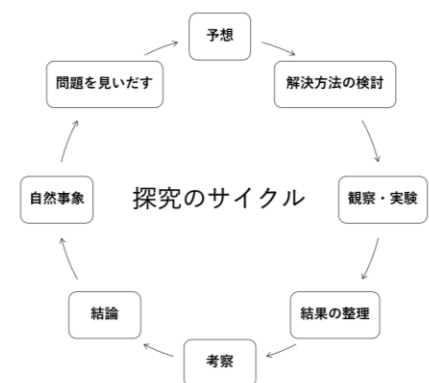 予想
問題を見いだす
解決方法の検討
自然事象
探究のサイクル
観察・実験
結論
結果の整理
考察